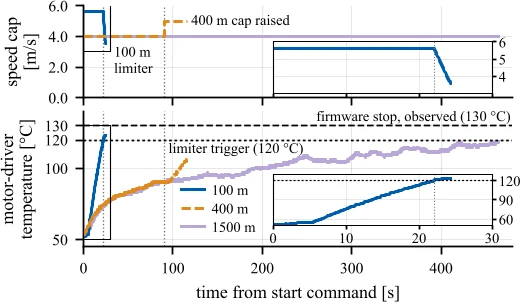 6.0
4.0
2.0
0.0
speed cap
[m/s]
400 m cap raised
100 m
limiter
6
5
4
130
120
100
50
motor-driver
temperature [°C]
firmware stop, observed (130 °C)
limiter trigger (120 °C)
100 m
400 m
1500 m
120
90
60
0
10
20
30
0
100
200
300
400
time from start command [s]